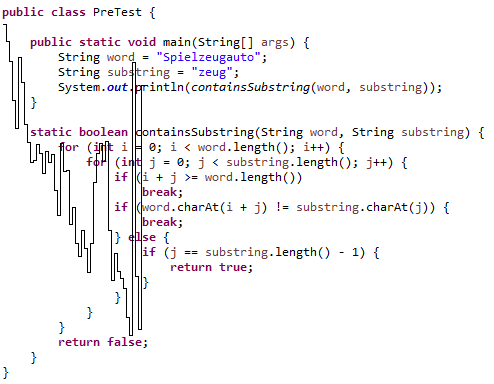 public class PreTest {
public static void main(String[] args) {
String word = "Spielzeugauto";
String substring = "zeug";
System.out.println(containsSubstring(word, substring));
}
static boolean containsSubstring(String word, String substring) {
for (int i = 0; i < word.length(); i++) {
for (int j = 0; j < substring.length(); j++) {
if (i + j >= word.length())
break;
if (word.charAt(i + j) != substring.charAt(j)) {
break;
} else {
if (j == substring.length() - 1) {
return true;
}
}
}
}
return false;
}
}